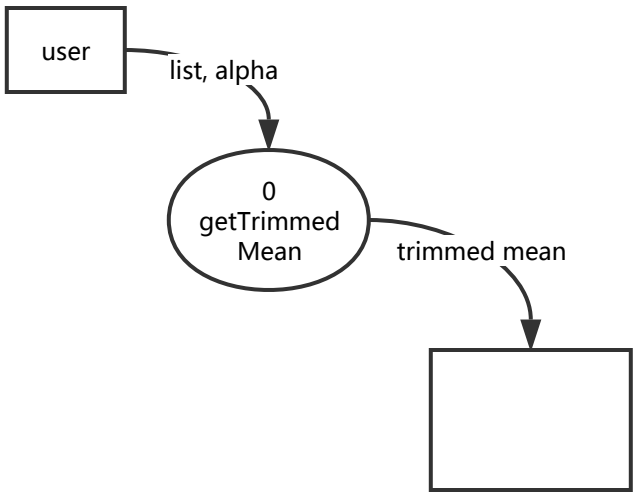 user
list, alpha
0
getTrimmed
Mean
trimmed mean